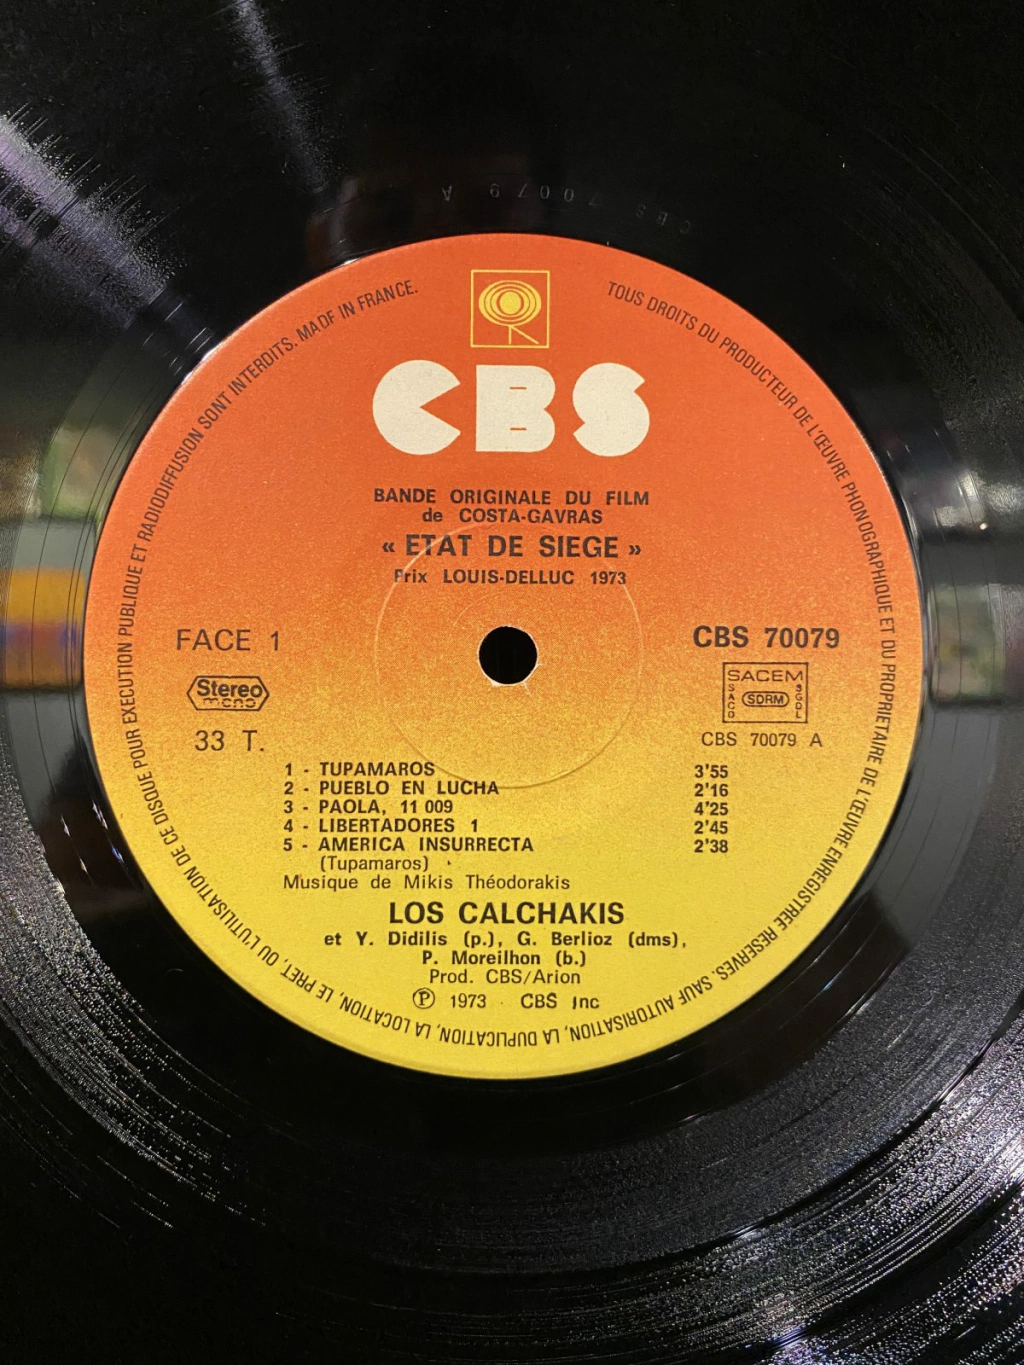 CBS 70079 A
TOUS DROITS DU PRODUCTEUR DE L'ŒUVRE PHONOGRAPHIQUE ET DU PROPRIETAIRE DE L'ŒUVRE ENREGISTREE RESERVES. SAUF AUTORISATION, LA DUPLICATION, LA LOCATION, LE PRET, OU L'UTILISATION DE CE DISQUE POUR EXECUTION PUBLIQUE ET RADIODIFFUSION SONT INTERDITS. MADE IN FRANCE.
CBS
BANDE ORIGINALE DU FILM
de COSTA-GAVRAS
« ETAT DE SIEGE »
Prix LOUIS-DELLUC 1973
FACE 1
CBS 70079
Stereo
mono
SACEM
SACD
SDRM
SGDL
33 T.
CBS 70079 A
1 - TUPAMAROS 3'55
2 - PUEBLO EN LUCHA 2'16
3 - PAOLA, 11 009 4'25
4 - LIBERTADORES 1 2'45
5 - AMERICA INSURRECTA 2'38
(Tupamaros)
Musique de Mikis Théodorakis
LOS CALCHAKIS
et Y. Didilis (p.), G. Berlioz (dms),
P. Moreilhon (b.)
Prod. CBS/Arion
Ⓟ 1973 CBS Inc